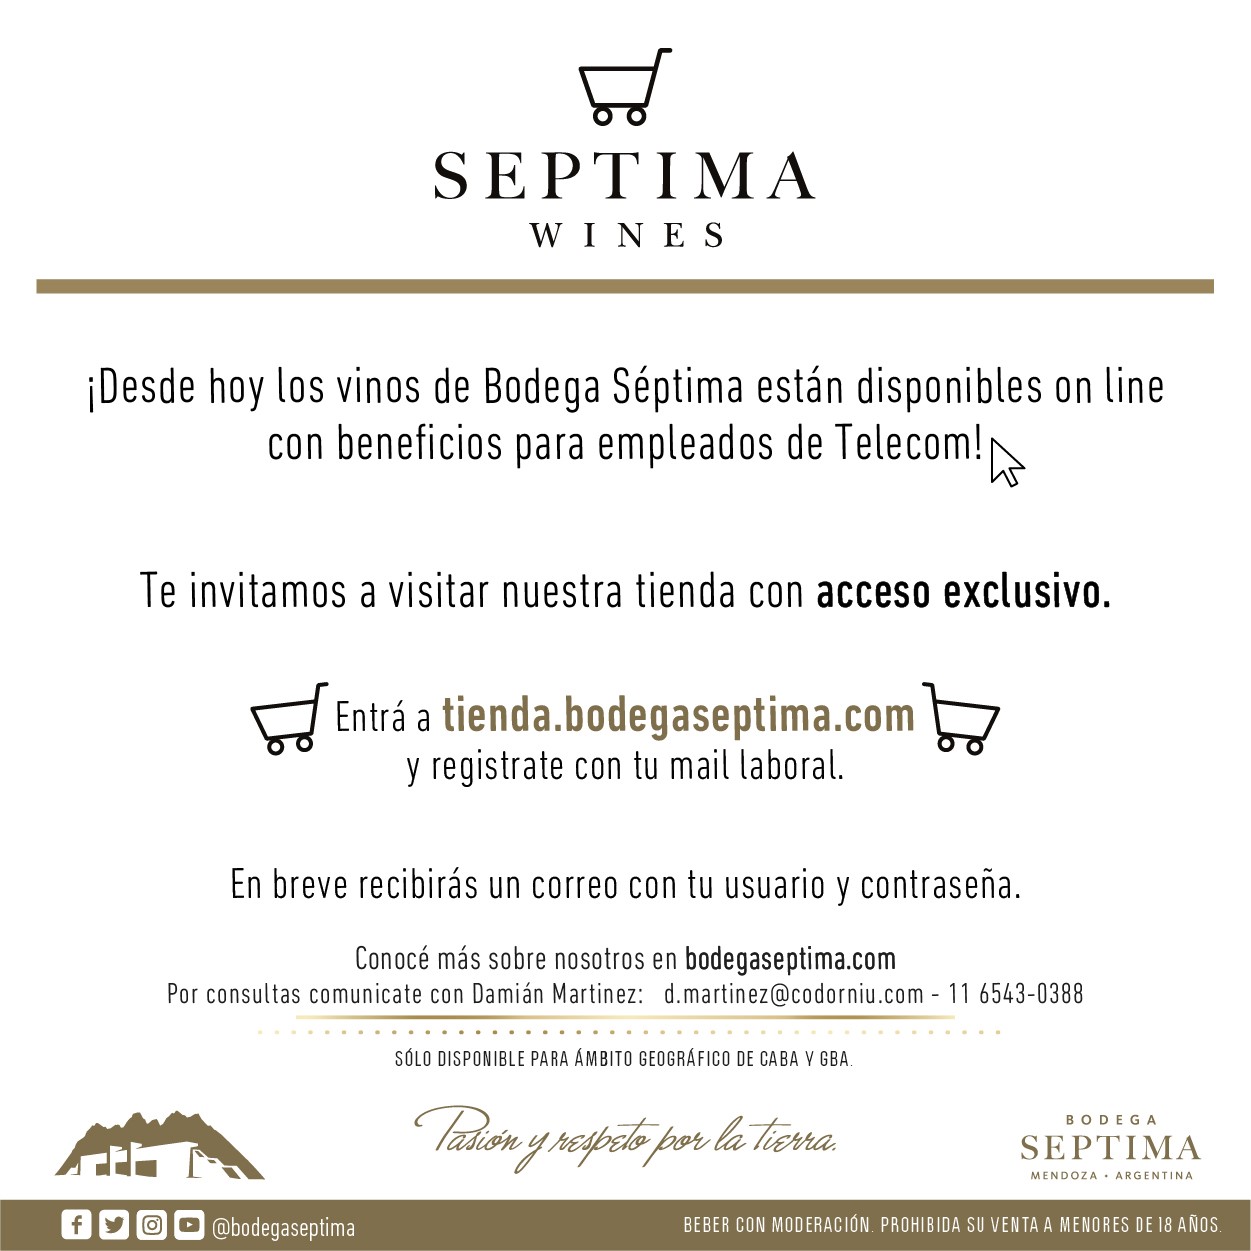 SEPTIMA
WINES
¡Desde hoy los vinos de Bodega Séptima están disponibles on line
con beneficios para empleados de Telecom!
Te invitamos a visitar nuestra tienda con acceso exclusivo.
Entrá a tienda.bodegaseptima.com
y registrate con tu mail laboral.
En breve recibirás un correo con tu usuario y contraseña.
Conocé más sobre nosotros en bodegaseptima.com
Por consultas comunicate con Damián Martinez: d.martinez@codorniu.com - 11 6543-0388
SÓLO DISPONIBLE PARA ÁMBITO GEOGRÁFICO DE CABA Y GBA.
Pasión y respeto por la tierra.
BODEGA
SEPTIMA
MENDOZA • ARGENTINA
@bodegaseptima
BEBER CON MODERACIÓN. PROHIBIDA SU VENTA A MENORES DE 18 AÑOS.